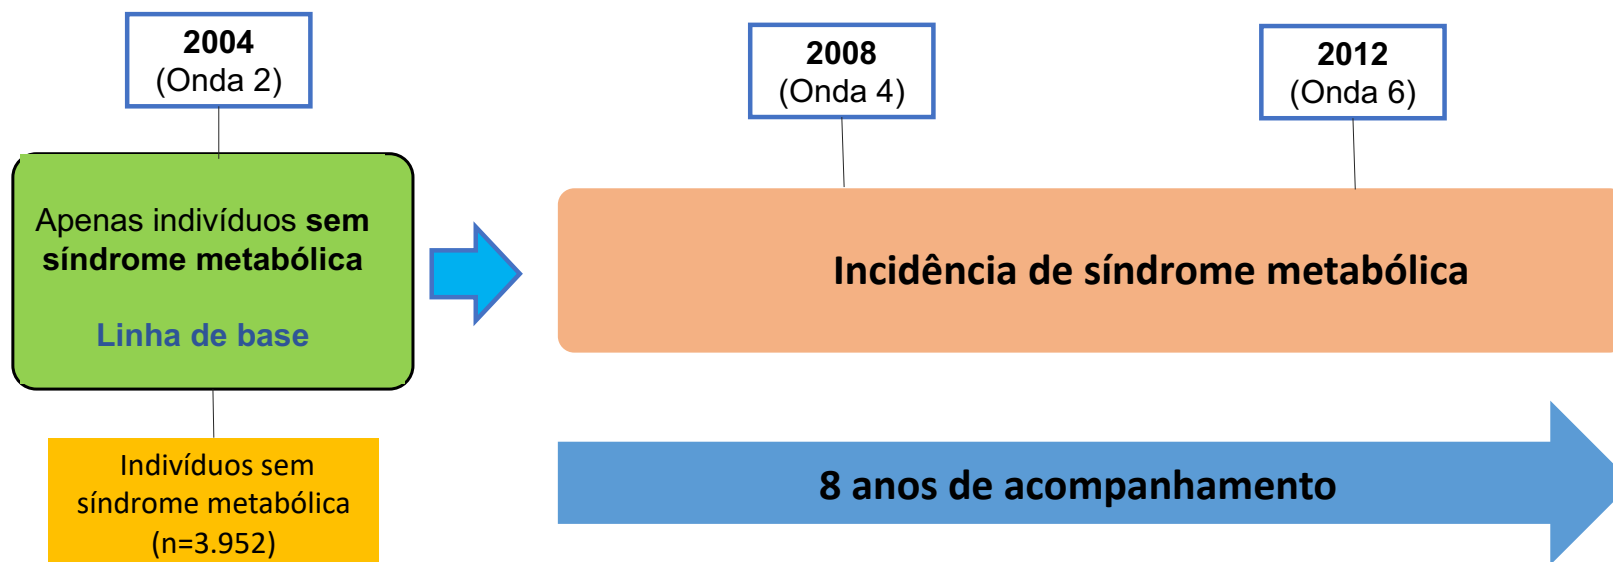 2004
(Onda 2)
2008
(Onda 4)
2012
(Onda 6)
Apenas indivíduos sem
síndrome metabólica
Linha de base
Incidência de síndrome metabólica
Indivíduos sem
síndrome metabólica
(n=3.952)
8 anos de acompanhamento